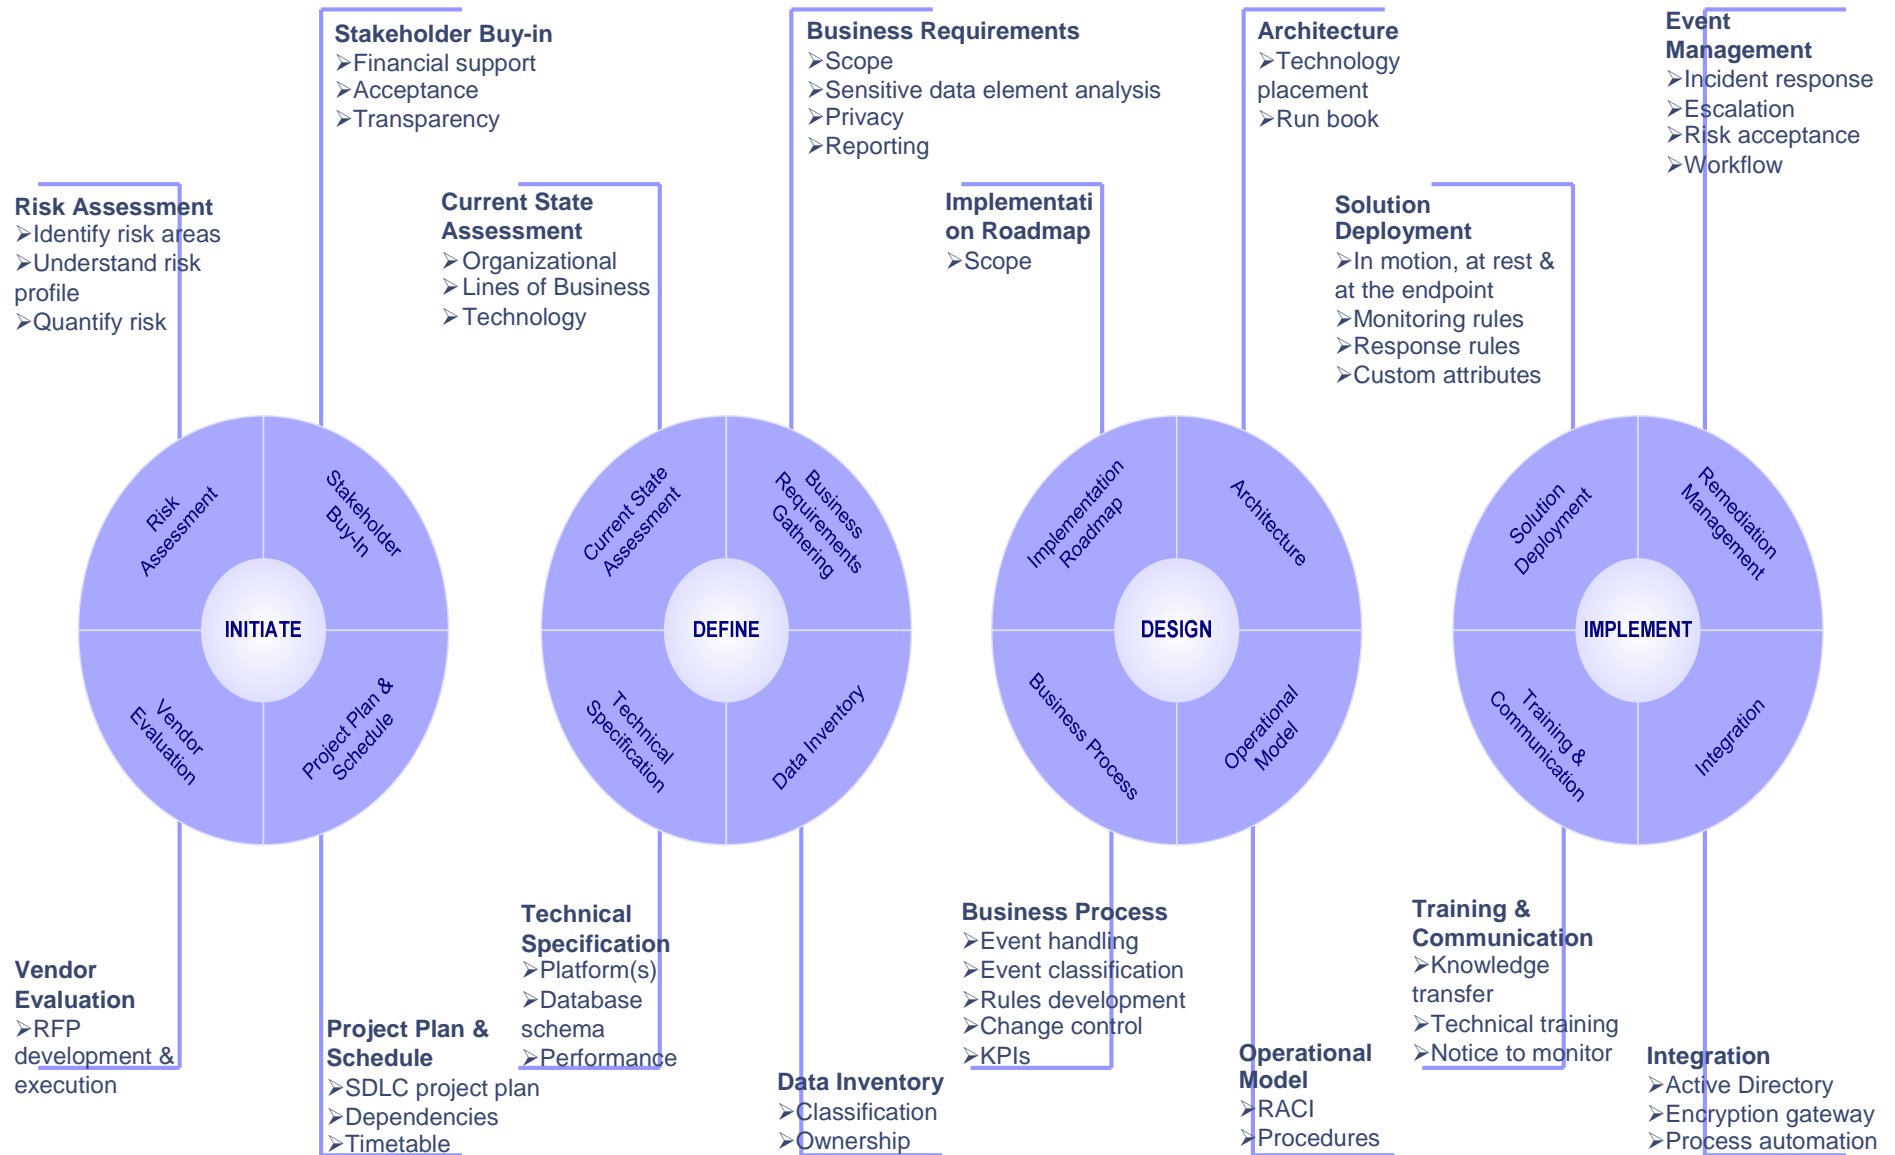 Stakeholder Buy-in
➢Financial support
➢Acceptance
➢Transparency
Business Requirements
➢Scope
➢Sensitive data element analysis
➢Privacy
➢Reporting
Architecture
➢Technology
placement
➢Run book
Event
Management
➢Incident response
➢Escalation
➢Risk acceptance
➢Workflow
Risk Assessment
➢Identify risk areas
➢Understand risk
profile
➢Quantify risk
Current State
Assessment
➢Organizational
➢Lines of Business
➢Technology
Implementati
on Roadmap
➢Scope
Solution
Deployment
➢In motion, at rest &
at the endpoint
➢Monitoring rules
➢Response rules
➢Custom attributes
Risk
Assessment
Stakeholder
Buy-In
INITIATE
Vendor
Evaluation
Project Plan &
Schedule
Current State
Assessment
Business
Requirements
Gathering
DEFINE
Technical
Specification
Data Inventory
Implementation
Roadmap
Architecture
DESIGN
Business Process
Operational
Model
Solution
Deployment
Remediation
Management
IMPLEMENT
Training &
Communication
Integration
Vendor
Evaluation
➢RFP
development &
execution
Project Plan &
Schedule
➢SDLC project plan
➢Dependencies
➢Timetable
Technical
Specification
➢Platform(s)
➢Database
schema
➢Performance
Data Inventory
➢Classification
➢Ownership
Business Process
➢Event handling
➢Event classification
➢Rules development
➢Change control
➢KPIs
Operational
Model
➢RACI
➢Procedures
Training &
Communication
➢Knowledge
transfer
➢Technical training
➢Notice to monitor
Integration
➢Active Directory
➢Encryption gateway
➢Process automation